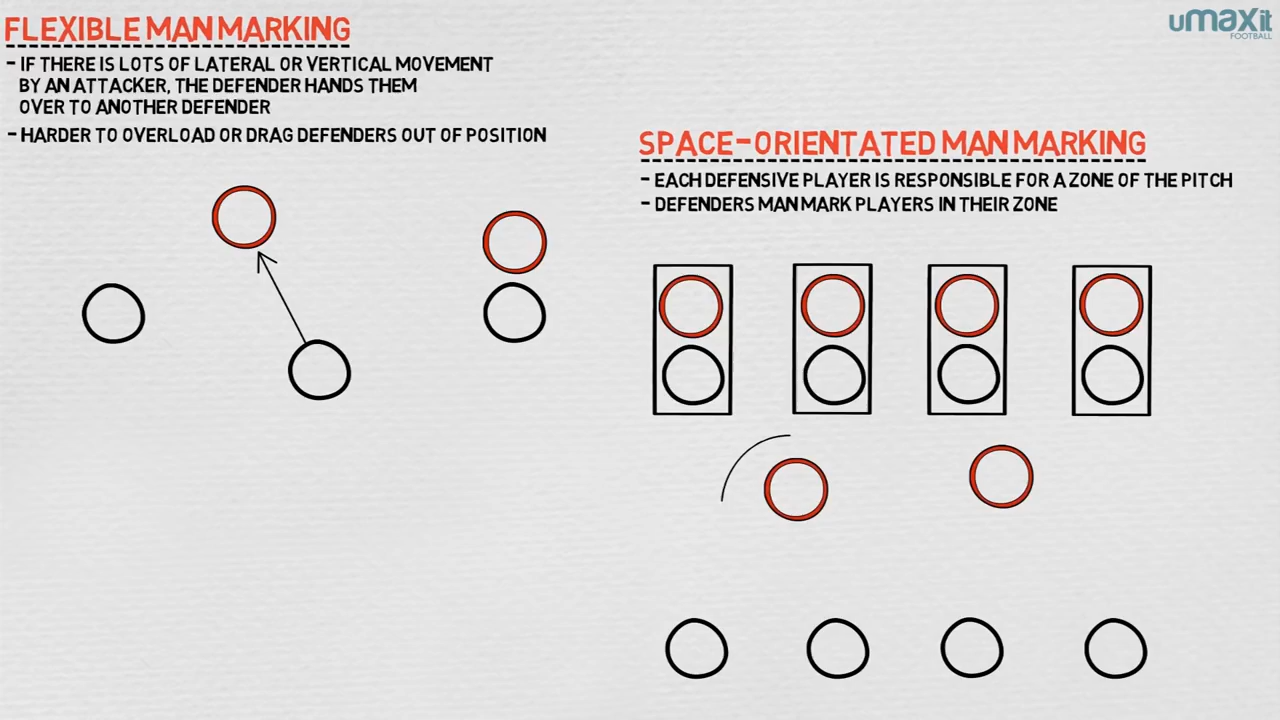 FLEXIBLE MAN MARKING
- IF THERE IS LOTS OF LATERAL OR VERTICAL MOVEMENT
BY AN ATTACKER, THE DEFENDER HANDS THEM
OVER TO ANOTHER DEFENDER
- HARDER TO OVERLOAD OR DRAG DEFENDERS OUT OF POSITION
umaxit
FOOTBALL
SPACE-ORIENTATED MAN MARKING
- EACH DEFENSIVE PLAYER IS RESPONSIBLE FOR A ZONE OF THE PITCH
- DEFENDERS MAN MARK PLAYERS IN THEIR ZONE